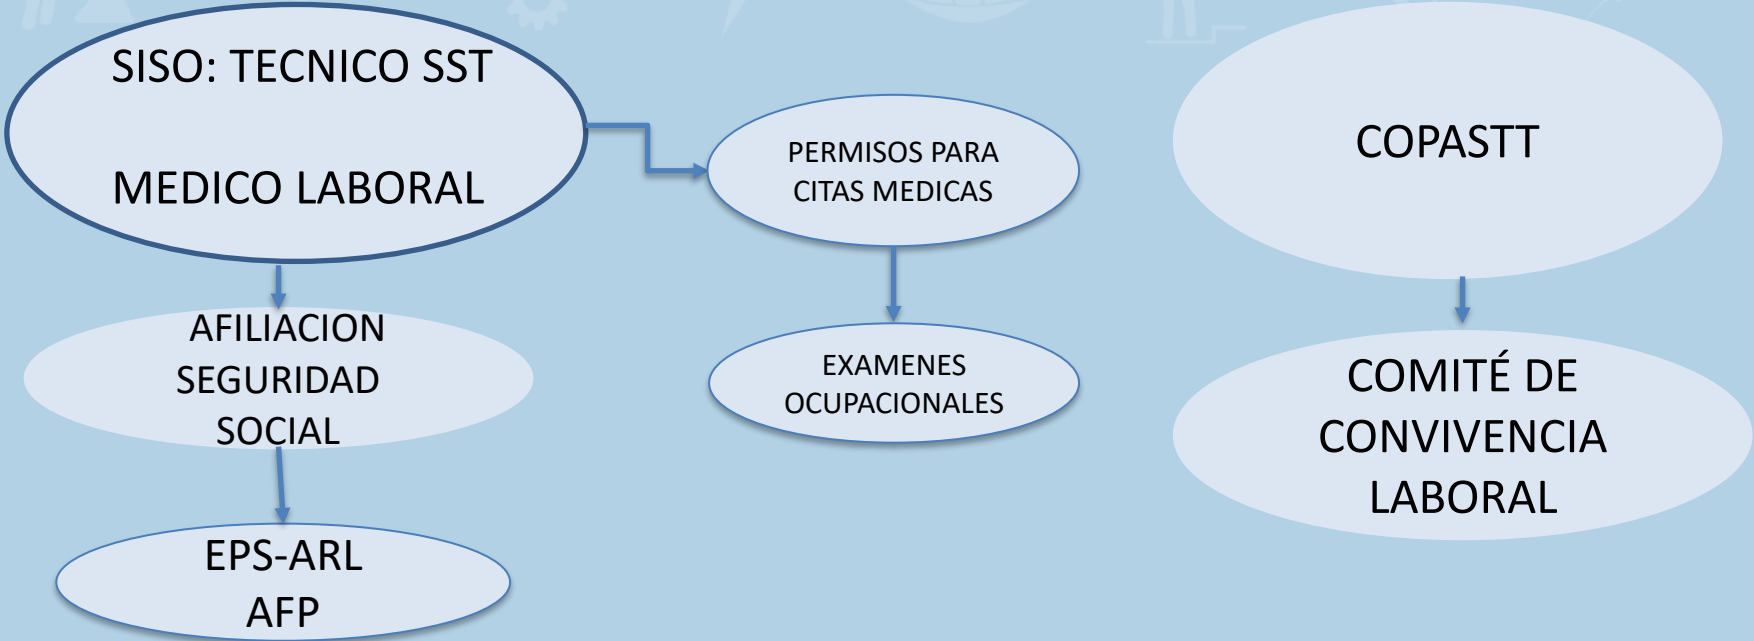 SISO: TECNICO SST
MEDICO LABORAL
PERMISOS PARA
CITAS MEDICAS
COPASTT
AFILIACION
SEGURIDAD
SOCIAL
EXAMENES
OCUPACIONALES
COMITÉ DE
CONVIVENCIA
LABORAL
EPS-ARL
AFP